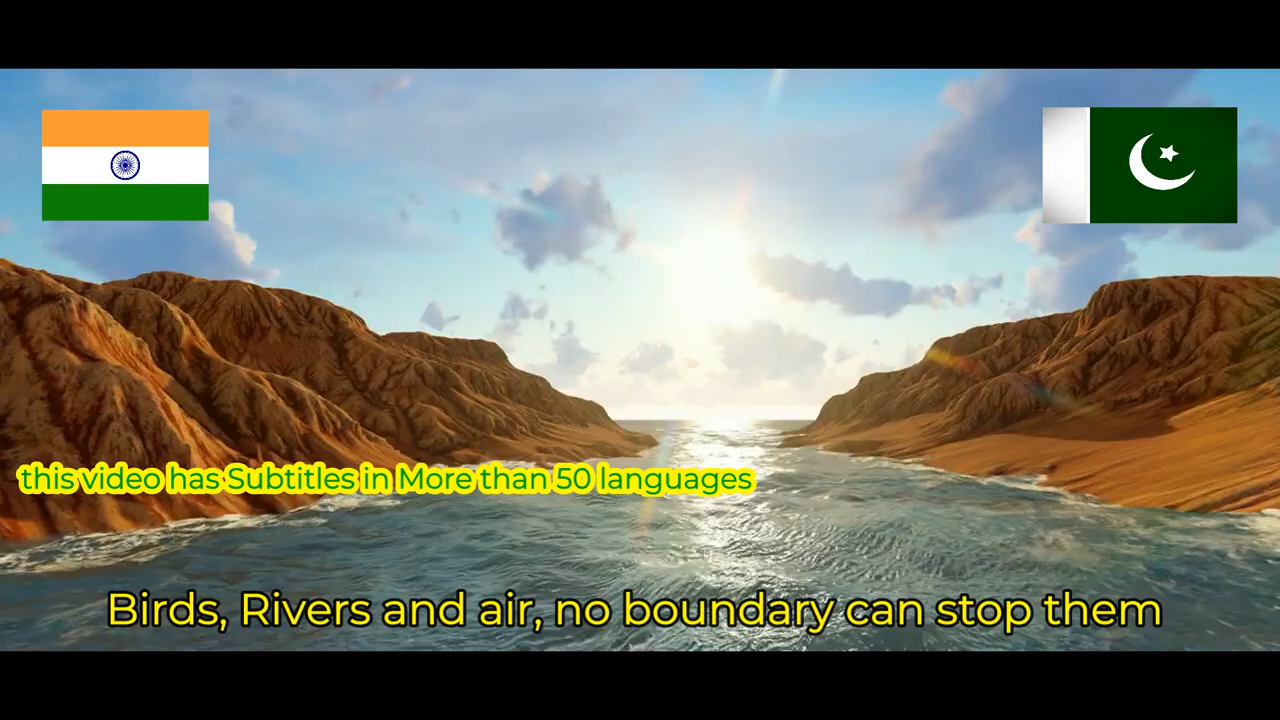 this video has Subtitles in More than 50 languages
Birds, Rivers and air, no boundary can stop them